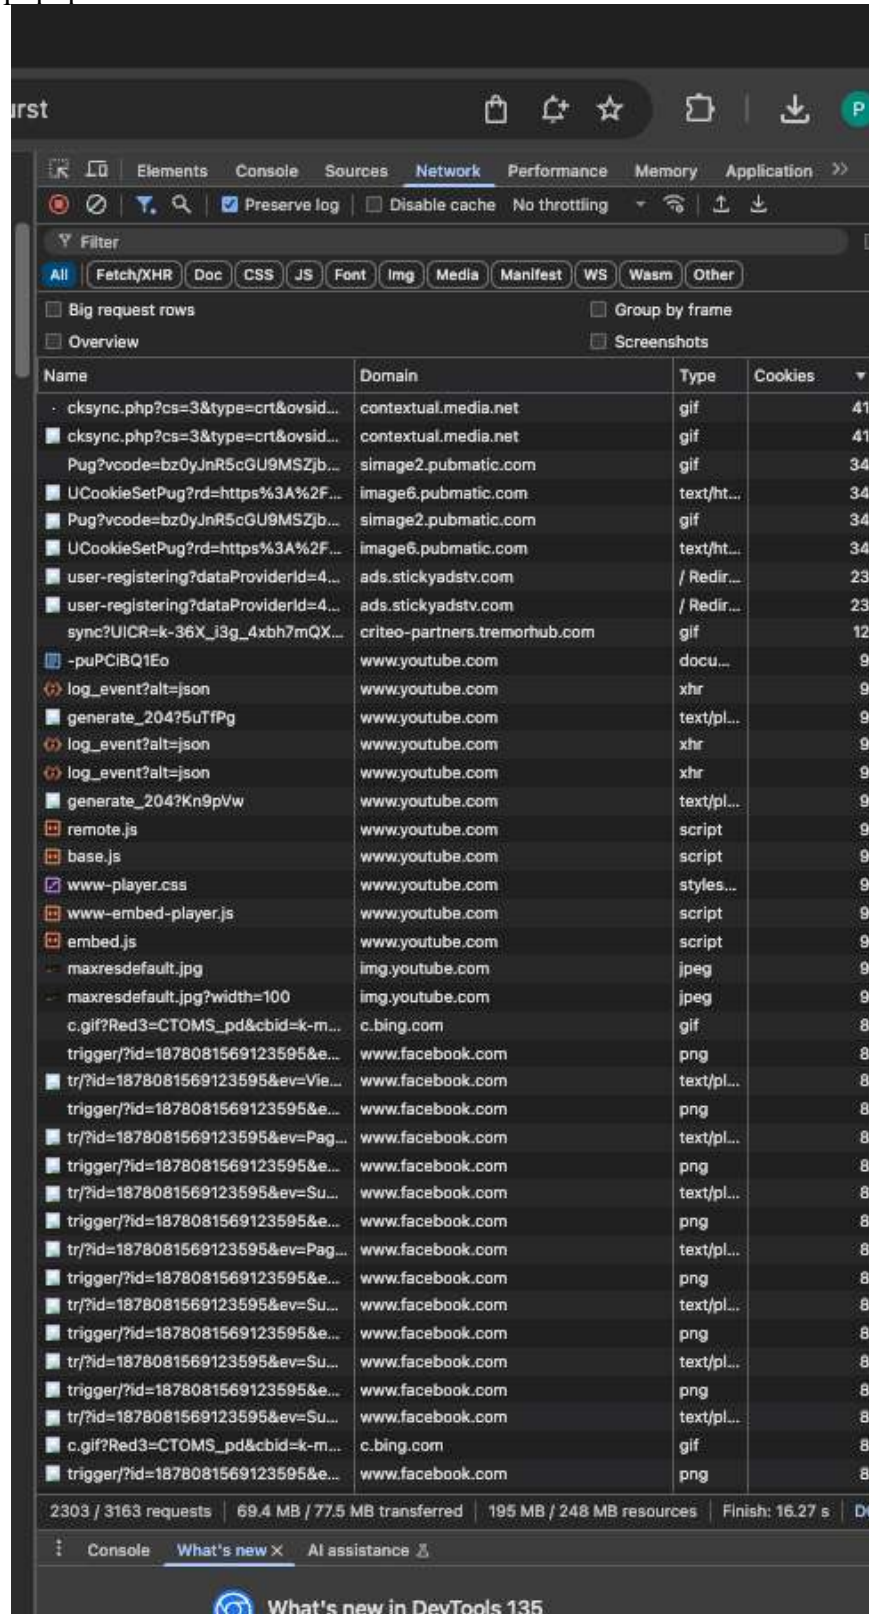 urst P
Elements Console Sources Network Performance Memory Application >>
Preserve log Disable cache No throttling
Filter
All Fetch/XHR Doc CSS JS Font Img Media Manifest WS Wasm Other
Big request rows Group by frame
Overview Screenshots
Name Domain Type Cookies
cksync.php?cs=3&type=crt&ovsid... contextual.media.net gif 41
cksync.php?cs=3&type=crt&ovsid... contextual.media.net gif 41
Pug?vcode=bz0yJnR5cGU9MSZjb... simage2.pubmatic.com gif 34
UCookieSetPug?rd=https%3A%2F... image6.pubmatic.com text/ht... 34
Pug?vcode=bz0yJnR5cGU9MSZjb... simage2.pubmatic.com gif 34
UCookieSetPug?rd=https%3A%2F... image6.pubmatic.com text/ht... 34
user-registering?dataProviderId=4... ads.stickyadstv.com / Redir... 23
user-registering?dataProviderId=4... ads.stickyadstv.com / Redir... 23
sync?UICR=k-36X_i3g_4xbh7mQX... criteo-partners.tremorhub.com gif 12
-puPCiBQ1Eo www.youtube.com docu... 9
log_event?alt=json www.youtube.com xhr 9
generate_204?5uTfPg www.youtube.com text/pl... 9
log_event?alt=json www.youtube.com xhr 9
log_event?alt=json www.youtube.com xhr 9
generate_204?Kn9pVw www.youtube.com text/pl... 9
remote.js www.youtube.com script 9
base.js www.youtube.com script 9
www-player.css www.youtube.com styles... 9
www-embed-player.js www.youtube.com script 9
embed.js www.youtube.com script 9
maxresdefault.jpg img.youtube.com jpeg 9
maxresdefault.jpg?width=100 img.youtube.com jpeg 9
c.gif?Red3=CTOMS_pd&cbid=k-m... c.bing.com gif 8
trigger/?id=1878081569123595&e... www.facebook.com png 8
tr/?id=1878081569123595&ev=Vie... www.facebook.com text/pl... 8
trigger/?id=1878081569123595&e... www.facebook.com png 8
tr/?id=1878081569123595&ev=Pag... www.facebook.com text/pl... 8
trigger/?id=1878081569123595&e... www.facebook.com png 8
tr/?id=1878081569123595&ev=Su... www.facebook.com text/pl... 8
trigger/?id=1878081569123595&e... www.facebook.com png 8
tr/?id=1878081569123595&ev=Pag... www.facebook.com text/pl... 8
trigger/?id=1878081569123595&e... www.facebook.com png 8
tr/?id=1878081569123595&ev=Su... www.facebook.com text/pl... 8
trigger/?id=1878081569123595&e... www.facebook.com png 8
tr/?id=1878081569123595&ev=Su... www.facebook.com text/pl... 8
trigger/?id=1878081569123595&e... www.facebook.com png 8
tr/?id=1878081569123595&ev=Su... www.facebook.com text/pl... 8
c.gif?Red3=CTOMS_pd&cbid=k-m... c.bing.com gif 8
trigger/?id=1878081569123595&e... www.facebook.com png 8
2303 / 3163 requests 69.4 MB / 77.5 MB transferred 195 MB / 248 MB resources Finish: 16.27 s
Console What's new × AI assistance
What's new in DevTools 135